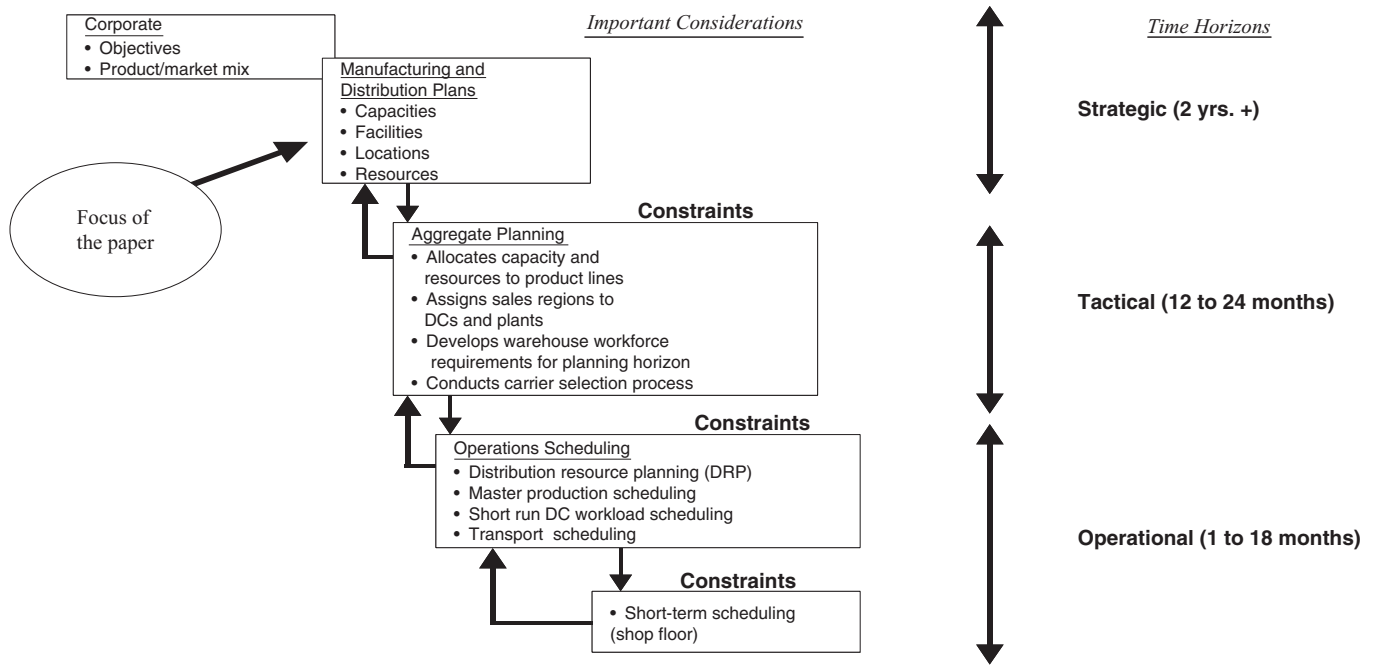 Important Considerations
Time Horizons
Corporate
• Objectives
• Product/market mix
Manufacturing and
Distribution Plans
• Capacities
• Facilities
• Locations
• Resources
Strategic (2 yrs. +)
Focus of
the paper
Constraints
Aggregate Planning
• Allocates capacity and
resources to product lines
• Assigns sales regions to
DCs and plants
• Develops warehouse workforce
requirements for planning horizon
• Conducts carrier selection process
Tactical (12 to 24 months)
Constraints
Operations Scheduling
• Distribution resource planning (DRP)
• Master production scheduling
• Short run DC workload scheduling
• Transport scheduling
Operational (1 to 18 months)
Constraints
• Short-term scheduling
(shop floor)